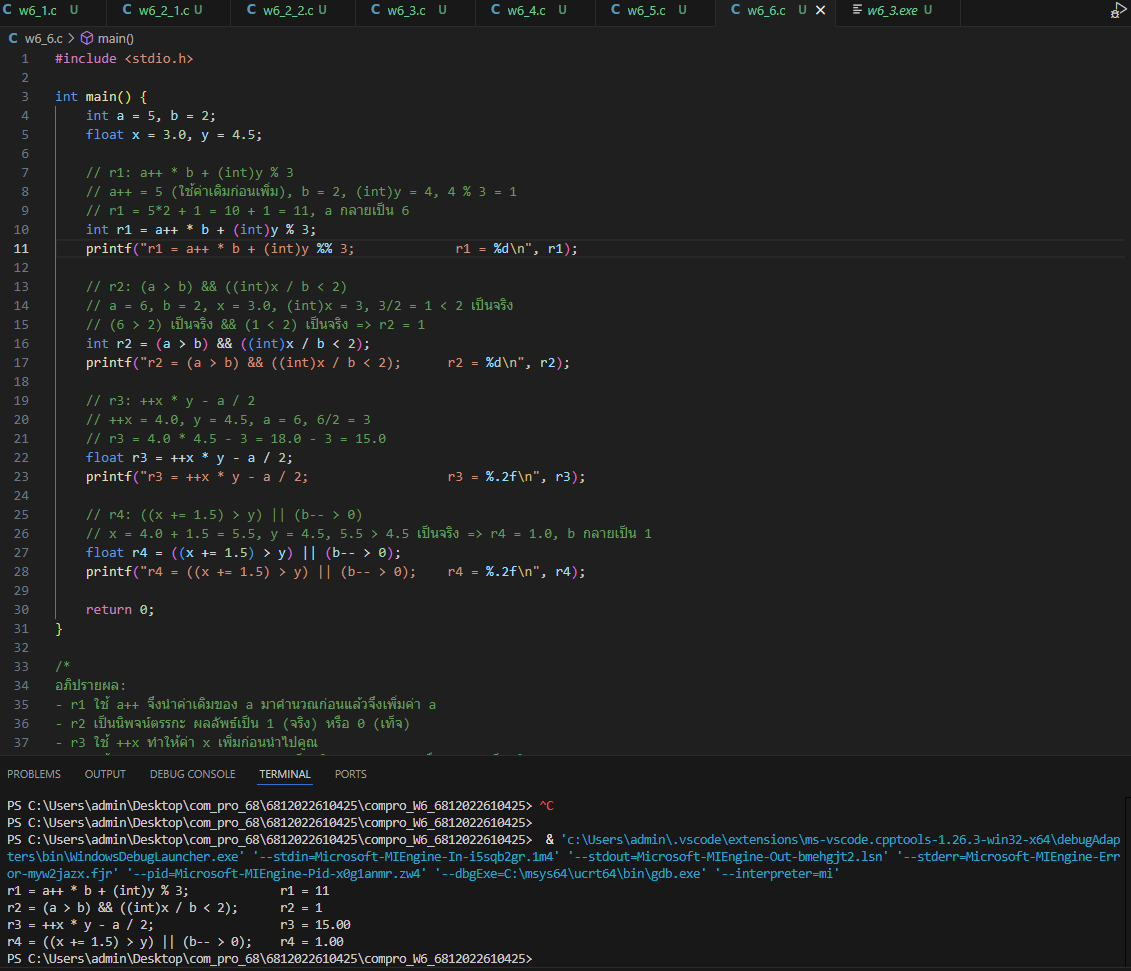 w6_1.c U w6_2_1.c U w6_2_2.c U w6_3.c U w6_4.c U w6_5.c U w6_6.c U w6_3.exe U
w6_6.c > main()
1 #include <stdio.h>
2
3 int main() {
4     int a = 5, b = 2;
5     float x = 3.0, y = 4.5;
6
7     // r1: a++ * b + (int)y % 3
8     // a++ = 5 (ใช้ค่าเดิมก่อนเพิ่ม), b = 2, (int)y = 4, 4 % 3 = 1
9     // r1 = 5*2 + 1 = 10 + 1 = 11, a กลายเป็น 6
10     int r1 = a++ * b + (int)y % 3;
11     printf("r1 = a++ * b + (int)y %% 3;             r1 = %d\n", r1);
12
13     // r2: (a > b) && ((int)x / b < 2)
14     // a = 6, b = 2, x = 3.0, (int)x = 3, 3/2 = 1 < 2 เป็นจริง
15     // (6 > 2) เป็นจริง && (1 < 2) เป็นจริง => r2 = 1
16     int r2 = (a > b) && ((int)x / b < 2);
17     printf("r2 = (a > b) && ((int)x / b < 2);      r2 = %d\n", r2);
18
19     // r3: ++x * y - a / 2
20     // ++x = 4.0, y = 4.5, a = 6, 6/2 = 3
21     // r3 = 4.0 * 4.5 - 3 = 18.0 - 3 = 15.0
22     float r3 = ++x * y - a / 2;
23     printf("r3 = ++x * y - a / 2;                  r3 = %.2f\n", r3);
24
25     // r4: ((x += 1.5) > y) || (b-- > 0)
26     // x = 4.0 + 1.5 = 5.5, y = 4.5, 5.5 > 4.5 เป็นจริง => r4 = 1.0, b กลายเป็น 1
27     float r4 = ((x += 1.5) > y) || (b-- > 0);
28     printf("r4 = ((x += 1.5) > y) || (b-- > 0);    r4 = %.2f\n", r4);
29
30     return 0;
31 }
32
33 /*
34 อภิปรายผล:
35 - r1 ใช้ a++ จึงนำค่าเดิมของ a มาคำนวณก่อนแล้วจึงเพิ่มค่า a
36 - r2 เป็นนิพจน์ตรรกะ ผลลัพธ์เป็น 1 (จริง) หรือ 0 (เท็จ)
37 - r3 ใช้ ++x ทำให้ค่า x เพิ่มก่อนนำไปคูณ
PROBLEMS OUTPUT DEBUG CONSOLE TERMINAL PORTS
PS C:\Users\admin\Desktop\com_pro_68\6812022610425\compro_W6_6812022610425> ^C
PS C:\Users\admin\Desktop\com_pro_68\6812022610425\compro_W6_6812022610425>
PS C:\Users\admin\Desktop\com_pro_68\6812022610425\compro_W6_6812022610425>  & 'c:\Users\admin\.vscode\extensions\ms-vscode.cpptools-1.26.3-win32-x64\debugAdap
ters\bin\WindowsDebugLauncher.exe' '--stdin=Microsoft-MIEngine-In-i5sqb2gr.1m4' '--stdout=Microsoft-MIEngine-Out-bmehgjt2.lsn' '--stderr=Microsoft-MIEngine-Err
or-myw2jazx.fjr' '--pid=Microsoft-MIEngine-Pid-x0g1anmr.zw4' '--dbgExe=C:\msys64\ucrt64\bin\gdb.exe' '--interpreter=mi'
r1 = a++ * b + (int)y % 3;             r1 = 11
r2 = (a > b) && ((int)x / b < 2);      r2 = 1
r3 = ++x * y - a / 2;                  r3 = 15.00
r4 = ((x += 1.5) > y) || (b-- > 0);    r4 = 1.00
PS C:\Users\admin\Desktop\com_pro_68\6812022610425\compro_W6_6812022610425>